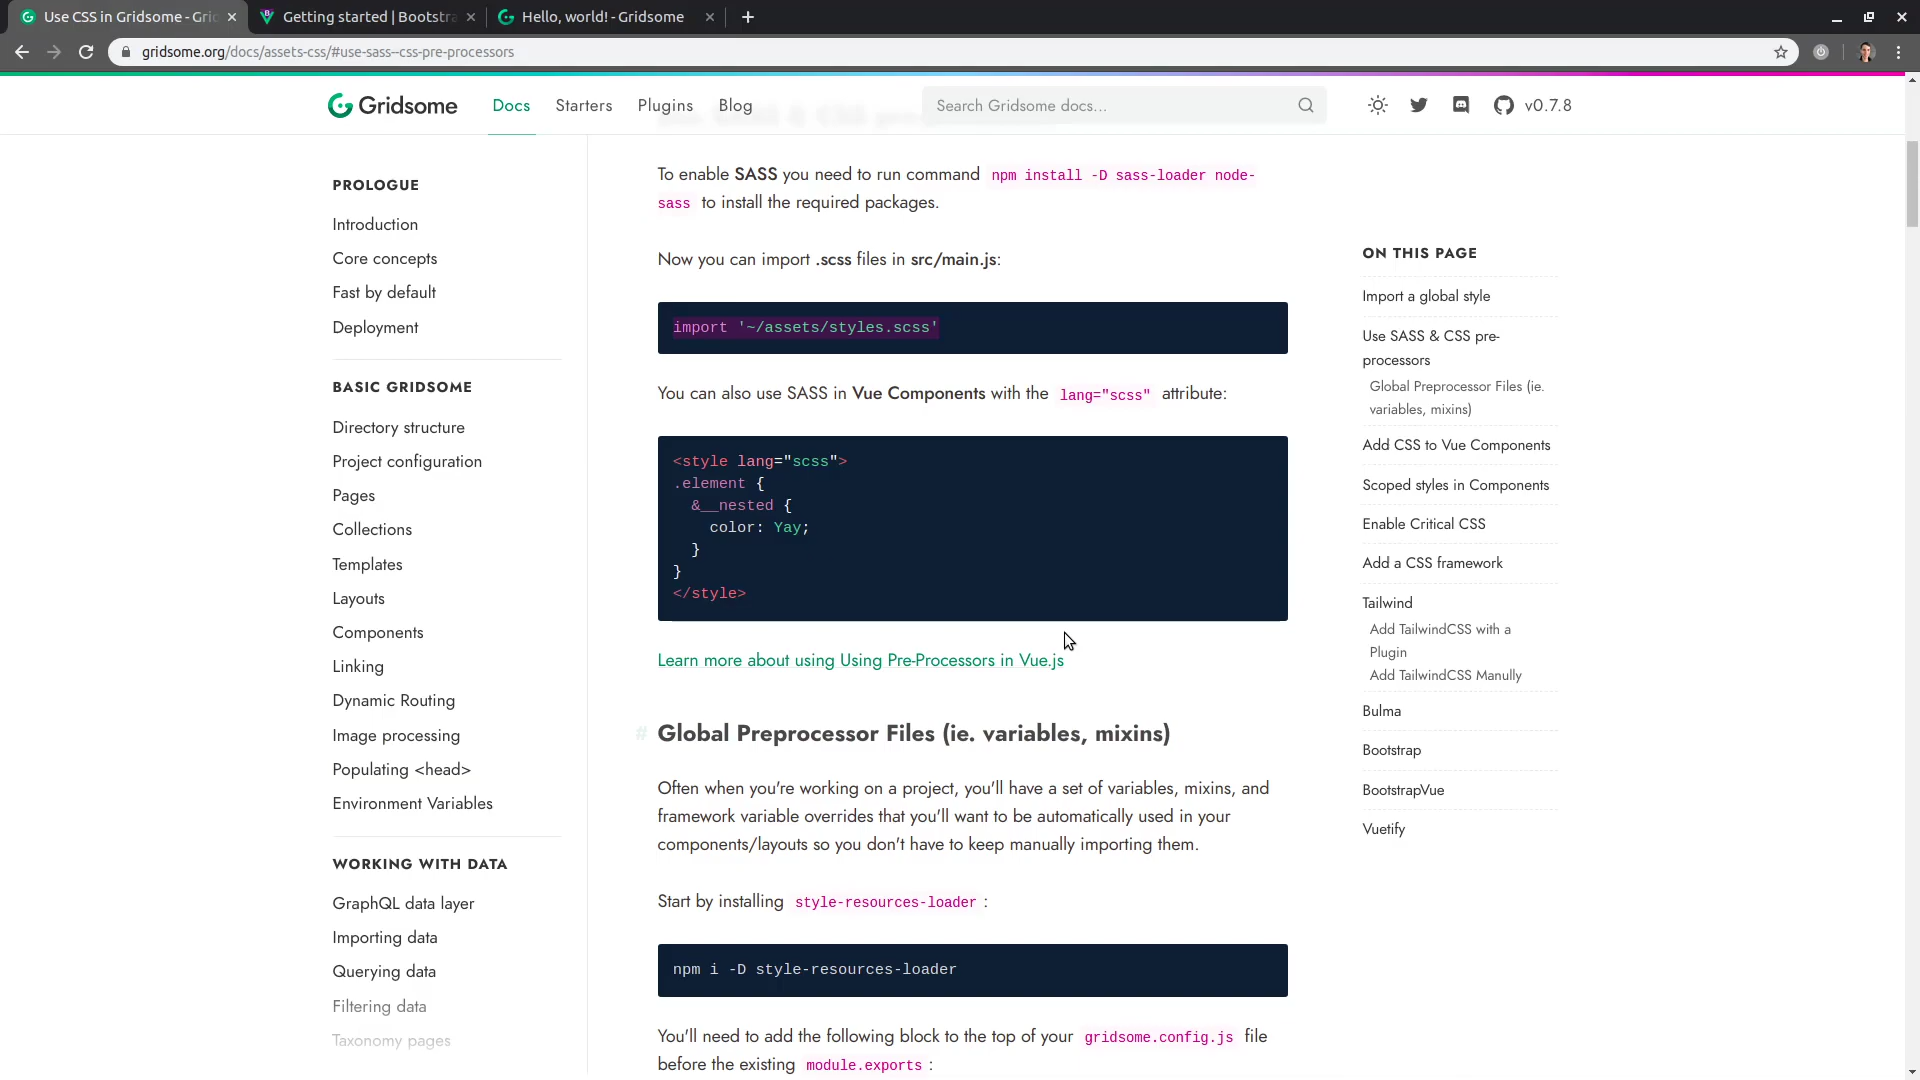 Use CSS in Gridsome - Gric
Getting started | Bootstra
Hello, world! - Gridsome
gridsome.org/docs/assets-css/#use-sass--css-pre-processors
Gridsome
Docs
Starters
Plugins
Blog
Search Gridsome docs...
v0.7.8
PROLOGUE
Introduction
Core concepts
Fast by default
Deployment
BASIC GRIDSOME
Directory structure
Project configuration
Pages
Collections
Templates
Layouts
Components
Linking
Dynamic Routing
Image processing
Populating <head>
Environment Variables
WORKING WITH DATA
GraphQL data layer
Importing data
Querying data
Filtering data
Taxonomy pages
To enable SASS you need to run command npm install -D sass-loader node-
sass to install the required packages.
Now you can import .scss files in src/main.js:
import '~/assets/styles.scss'
You can also use SASS in Vue Components with the lang="scss" attribute:
<style lang="scss">
.element {
  &__nested {
    color: Yay;
  }
}
</style>
Learn more about using Using Pre-Processors in Vue.js
# Global Preprocessor Files (ie. variables, mixins)
Often when you're working on a project, you'll have a set of variables, mixins, and
framework variable overrides that you'll want to be automatically used in your
components/layouts so you don't have to keep manually importing them.
Start by installing style-resources-loader :
npm i -D style-resources-loader
You'll need to add the following block to the top of your gridsome.config.js file
before the existing module.exports :
ON THIS PAGE
Import a global style
Use SASS & CSS pre-
processors
Global Preprocessor Files (ie.
variables, mixins)
Add CSS to Vue Components
Scoped styles in Components
Enable Critical CSS
Add a CSS framework
Tailwind
Add TailwindCSS with a
Plugin
Add TailwindCSS Manully
Bulma
Bootstrap
BootstrapVue
Vuetify